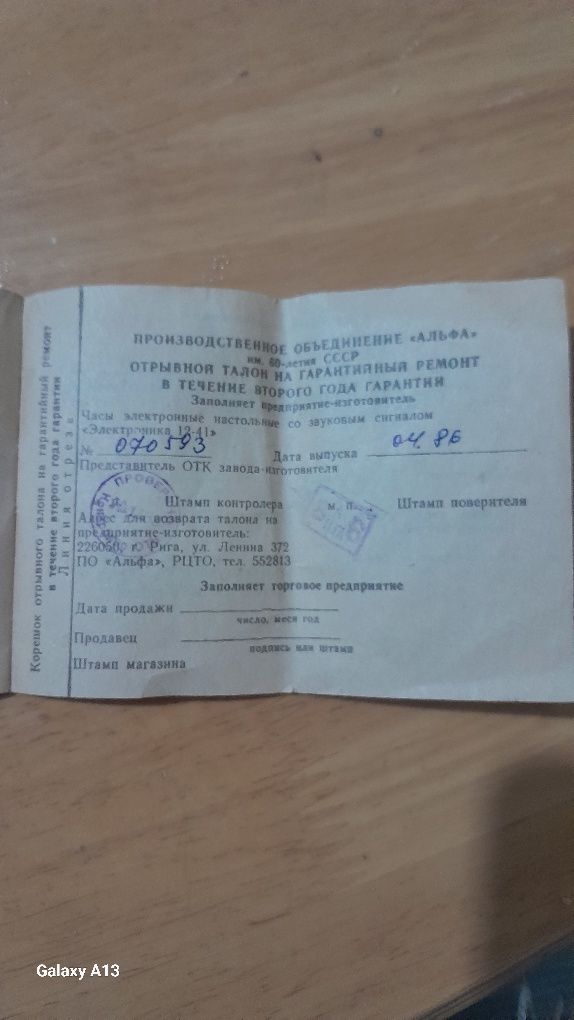 ПРОИЗВОДСТВЕННОЕ ОБЪЕДИНЕНИЕ «АЛЬФА»
им. 60-летия СССР
ОТРЫВНОЙ ТАЛОН НА ГАРАНТИЙНЫЙ РЕМОНТ
В ТЕЧЕНИЕ ВТОРОГО ГОДА ГАРАНТИИ
Заполняет предприятие-изготовитель
Часы электронные настольные со звуковым сигналом
«Электроника 12-41»
№ 070593 Дата выпуска 04.86
Представитель ОТК завода-изготовителя
Штамп контролера м. п. Штамп поверителя
Адрес для возврата талона на
предприятие-изготовитель:
226050, г. Рига, ул. Ленина 372
ПО «Альфа», РЦТО, тел. 552813
Заполняет торговое предприятие
Дата продажи
число, месяц год
Продавец
подпись или штамп
Штамп магазина
Корешок отрывного талона на гарантийный ремонт
в течение второго года гарантии
Линия отреза
ПРОВЕР
Galaxy A13